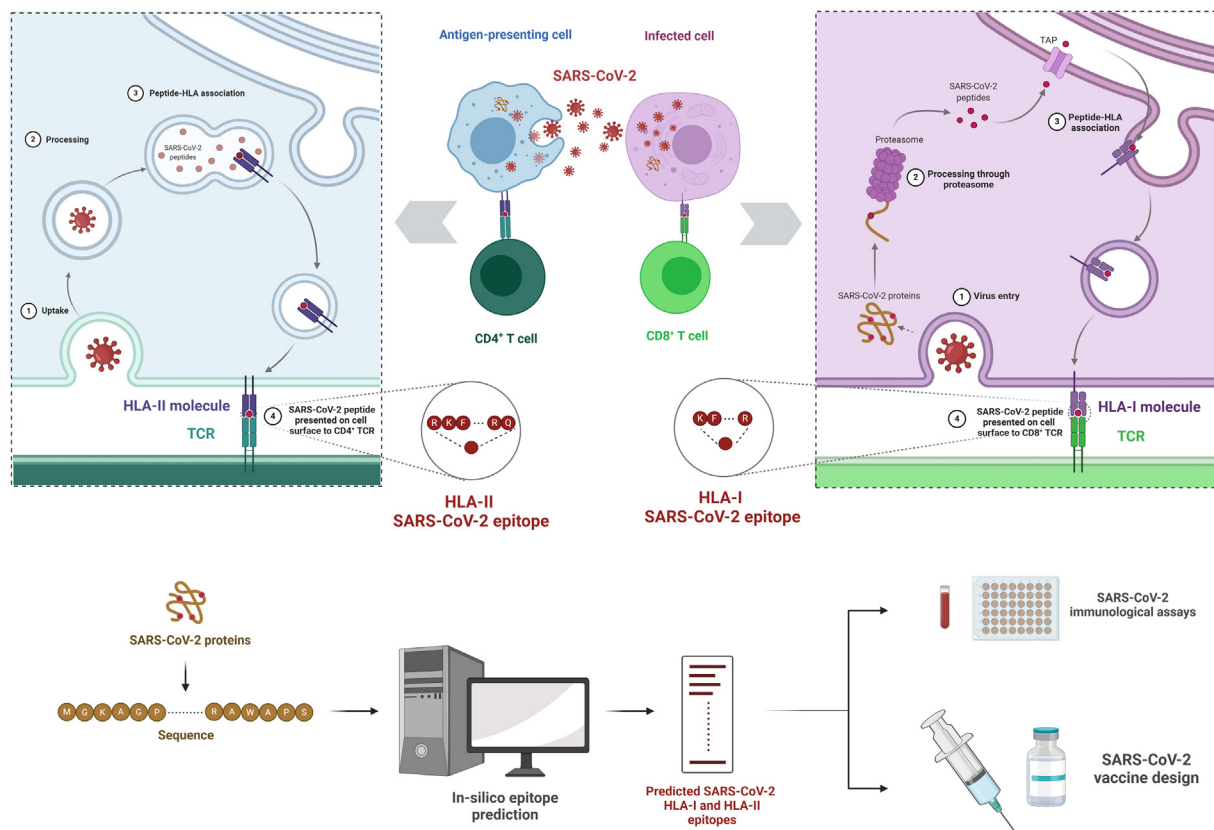 Antigen-presenting cell
Infected cell
SARS-CoV-2
CD4⁺ T cell
CD8⁺ T cell
3 Peptide-HLA association
2 Processing
SARS-CoV-2
peptides
1 Uptake
HLA-II molecule
TCR
4 SARS-CoV-2 peptide
presented on cell
surface to CD4⁺ TCR
R K F R Q
HLA-II
SARS-CoV-2 epitope
TAP
SARS-CoV-2
peptides
3 Peptide-HLA
association
Proteasome
2 Processing through
proteasome
SARS-CoV-2 proteins
1 Virus entry
HLA-I molecule
TCR
4 SARS-CoV-2 peptide
presented on cell
surface to CD8⁺ TCR
K F R
HLA-I
SARS-CoV-2 epitope
SARS-CoV-2 proteins
M G K A G P R A W A P S
Sequence
In-silico epitope
prediction
Predicted SARS-CoV-2
HLA-I and HLA-II
epitopes
SARS-CoV-2
immunological assays
SARS-CoV-2
vaccine design